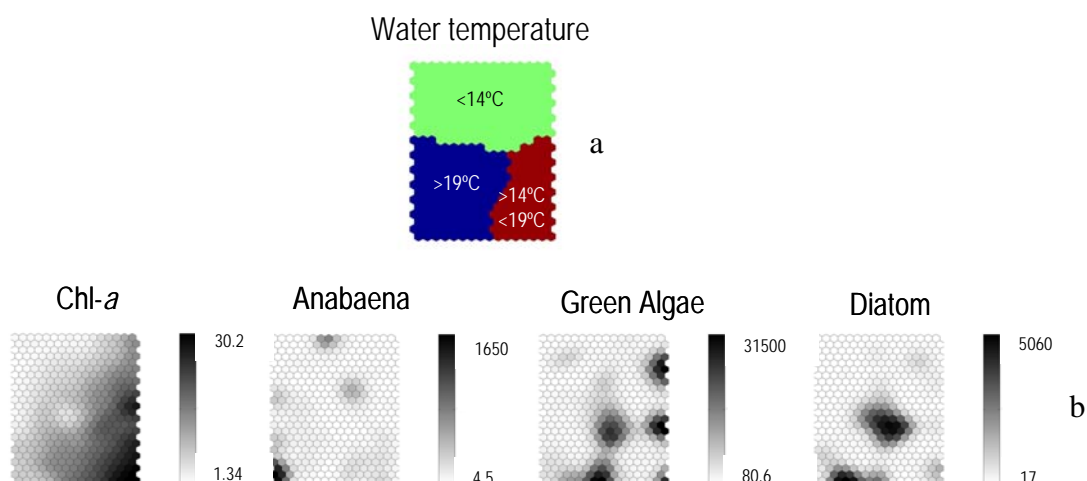 Water temperature
<14ºC
a
>19ºC
>14ºC
<19ºC
Chl-a Anabaena Green Algae Diatom
30.2 1650 31500 5060
b
1.34 4.5 80.6 17